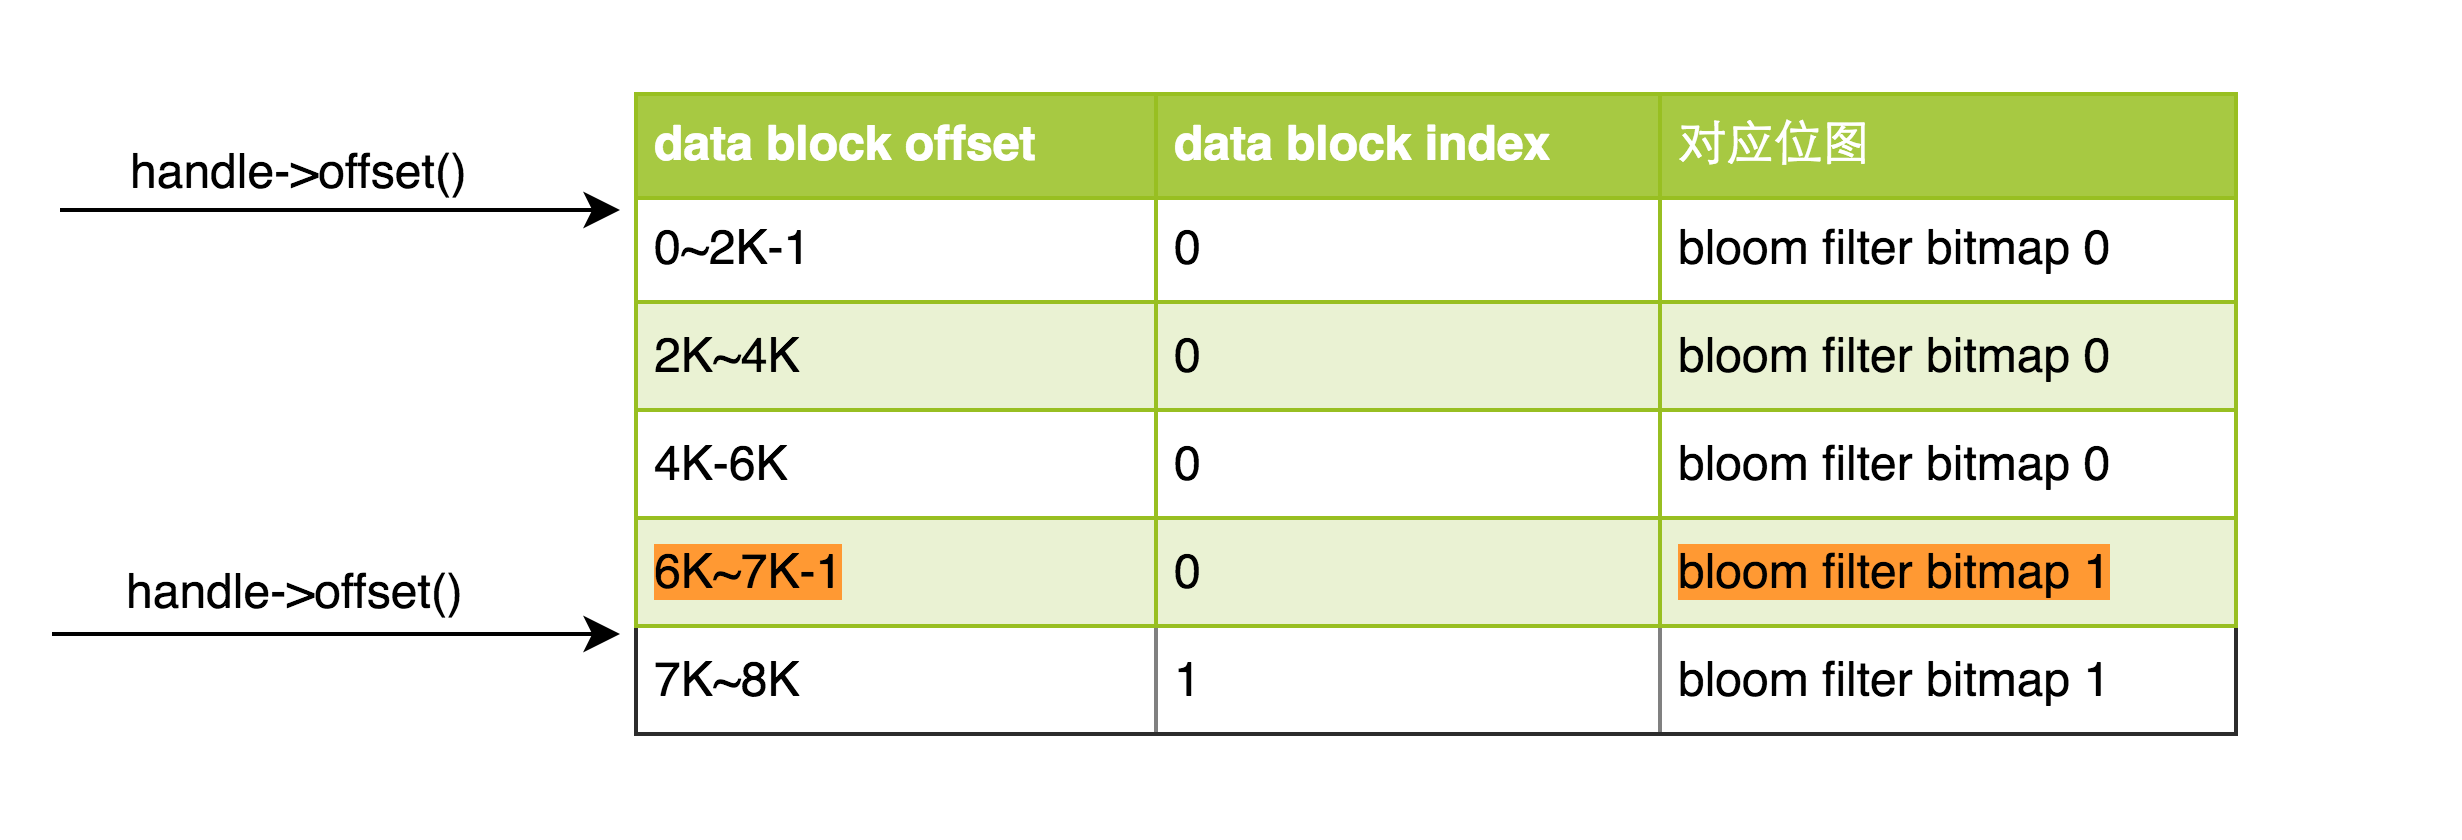 handle->offset()
data block offset data block index 对应位图
0~2K-1 0 bloom filter bitmap 0
2K~4K 0 bloom filter bitmap 0
4K-6K 0 bloom filter bitmap 0
6K~7K-1 0 bloom filter bitmap 1
handle->offset()
7K~8K 1 bloom filter bitmap 1